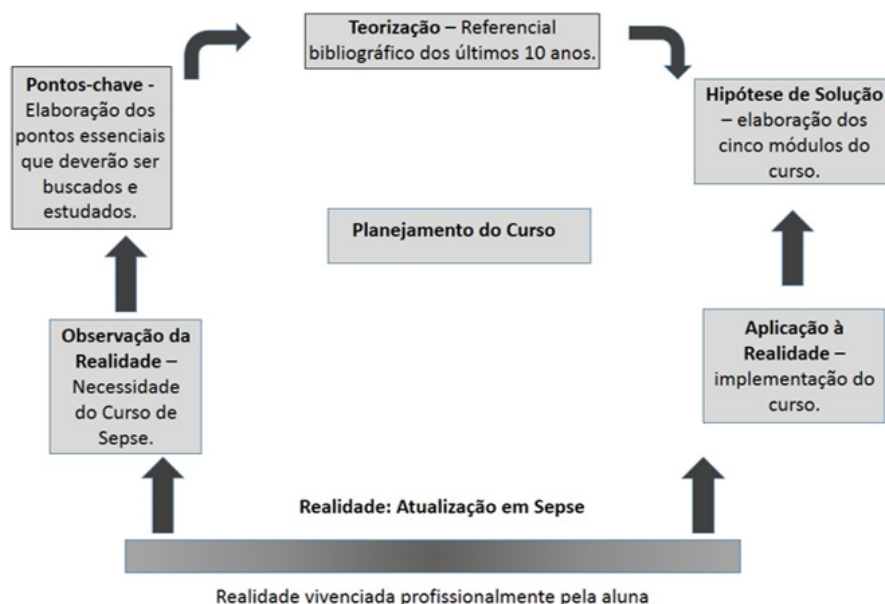 Teorização – Referencial
bibliográfico dos últimos 10 anos.
Pontos-chave -
Elaboração dos
pontos essenciais
que deverão ser
buscados e
estudados.
Hipótese de Solução
– elaboração dos
cinco módulos do
curso.
Planejamento do Curso
Observação da
Realidade –
Necessidade
do Curso de
Sepse.
Aplicação à
Realidade –
implementação do
curso.
Realidade: Atualização em Sepse
Realidade vivenciada profissionalmente pela aluna